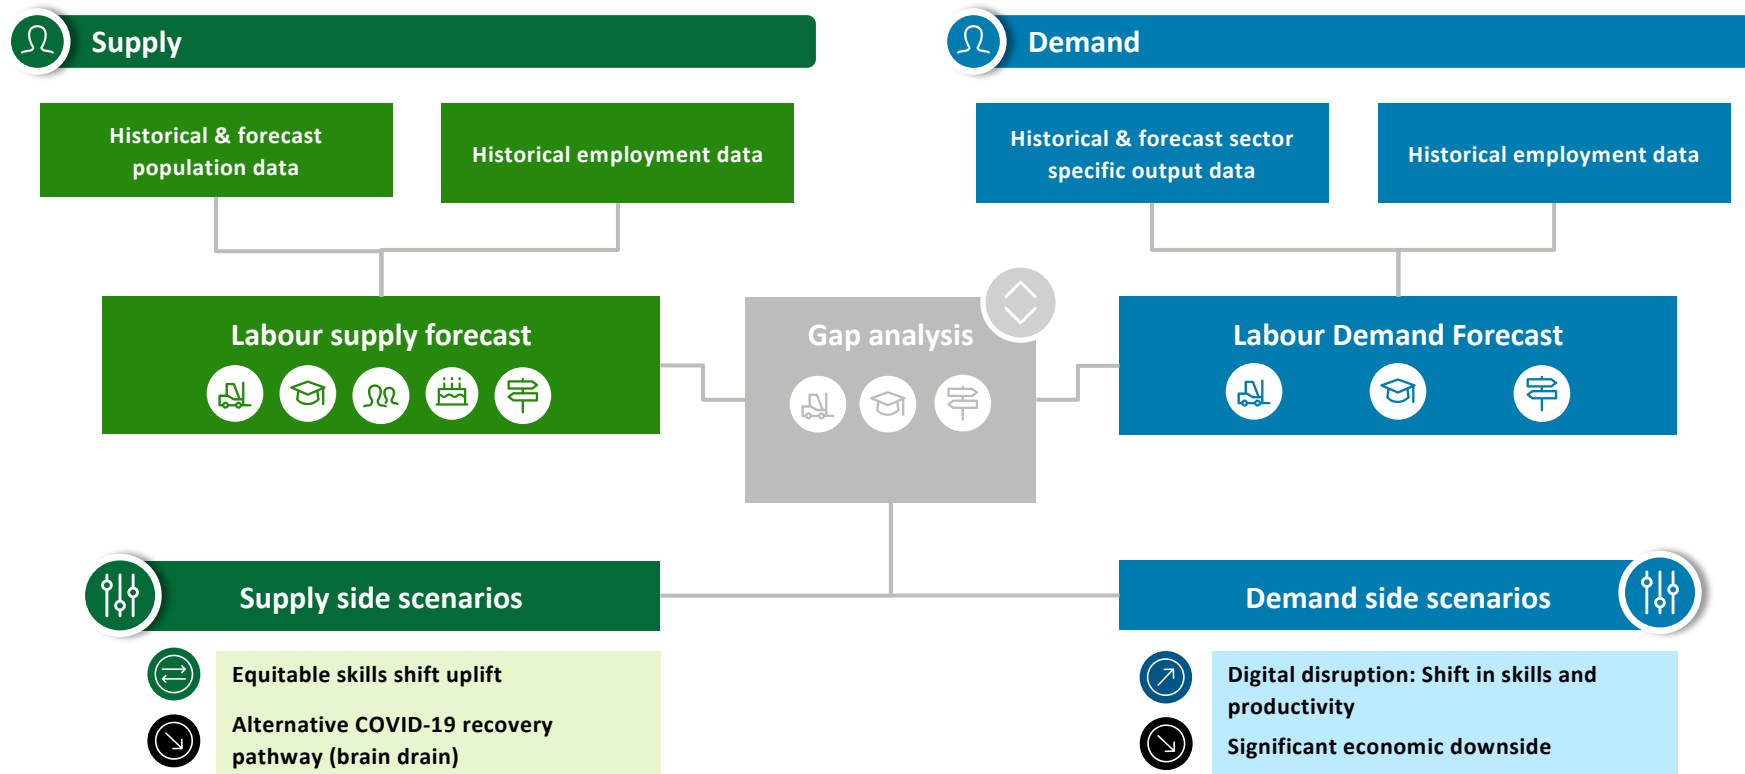 Supply
Demand
Historical & forecast
population data
Historical employment data
Historical & forecast sector
specific output data
Historical employment data
Labour supply forecast
Gap analysis
Labour Demand Forecast
Supply side scenarios
Demand side scenarios
Equitable skills shift uplift
Alternative COVID-19 recovery
pathway (brain drain)
Digital disruption: Shift in skills and
productivity
Significant economic downside